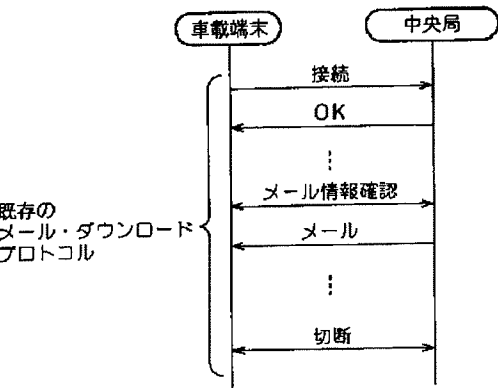 車載端末
中央局
接続
OK
メール情報確認
既存の
メール・ダウンロード
プロトコル
メール
切断